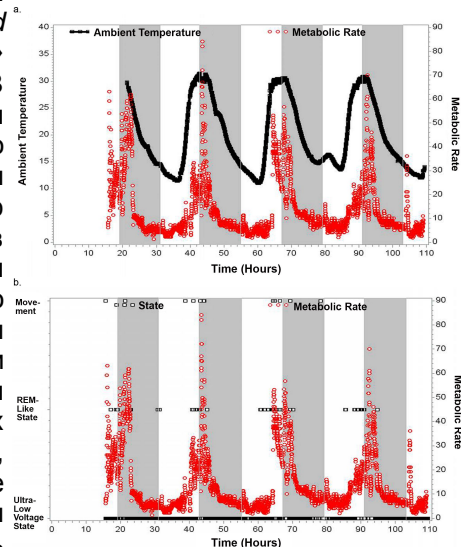 a.
Ambient Temperature
Metabolic Rate
40
35
30
25
20
15
10
5
0
Ambient Temperature
90
80
70
60
50
40
30
20
10
0
Metabolic Rate
0 10 20 30 40 50 60 70 80 90 100 110
Time (Hours)
b.
State
Metabolic Rate
Move-
ment
REM-
Like
State
Ultra-
Low
Voltage
State
90
80
70
60
50
40
30
20
10
0
Metabolic Rate
0 10 20 30 40 50 60 70 80 90 100 110
Time (Hours)